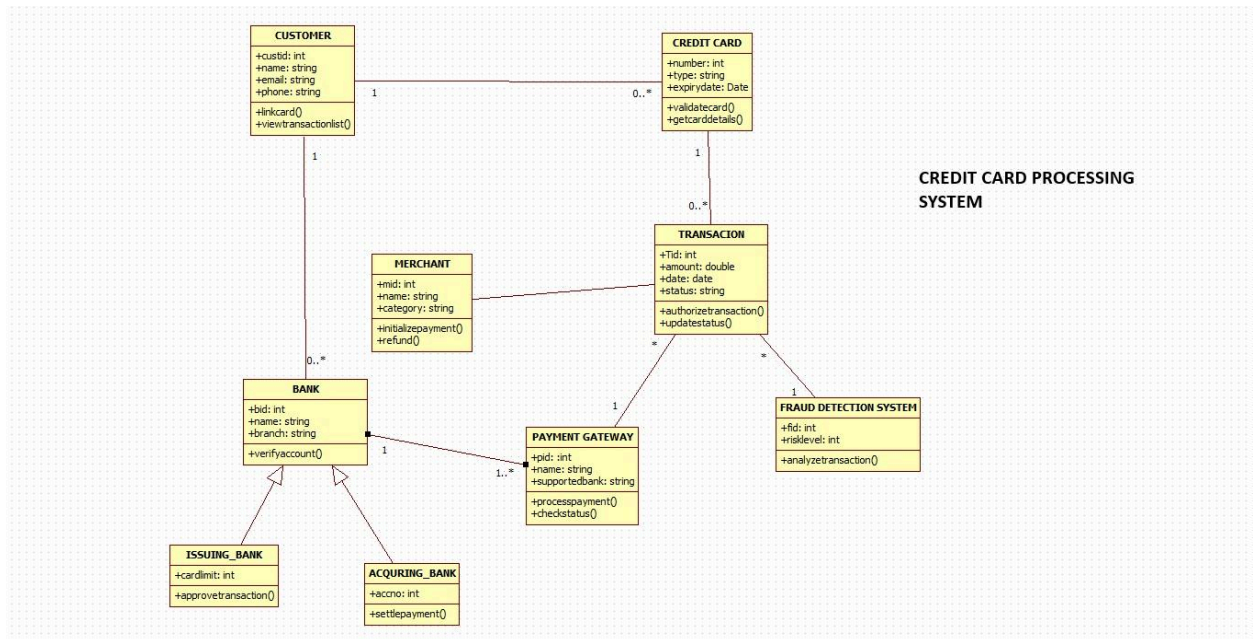 CUSTOMER
+custid: int
+name: string
+email: string
+phone: string
+linkcard()
+viewtransactionlist()
1
0..*
CREDIT CARD
+number: int
+type: string
+expirydate: Date
+validatecard()
+getcarddetails()
1
0..*
1
0..*
CREDIT CARD PROCESSING
SYSTEM
TRANSACION
+Tid: int
+amount: double
+date: date
+status: string
+authorizetransaction()
+updatestatus()
MERCHANT
+mid: int
+name: string
+category: string
+initializepayment()
+refund()
*
1
*
1
BANK
+bid: int
+name: string
+branch: string
+verifyaccount()
1
1..*
PAYMENT GATEWAY
+pid: :int
+name: string
+supportedbank: string
+processpayment()
+checkstatus()
FRAUD DETECTION SYSTEM
+fid: int
+risklevel: int
+analyzetransaction()
ISSUING_BANK
+cardlimit: int
+approvetransaction()
ACQURING_BANK
+accno: int
+settlepayment()